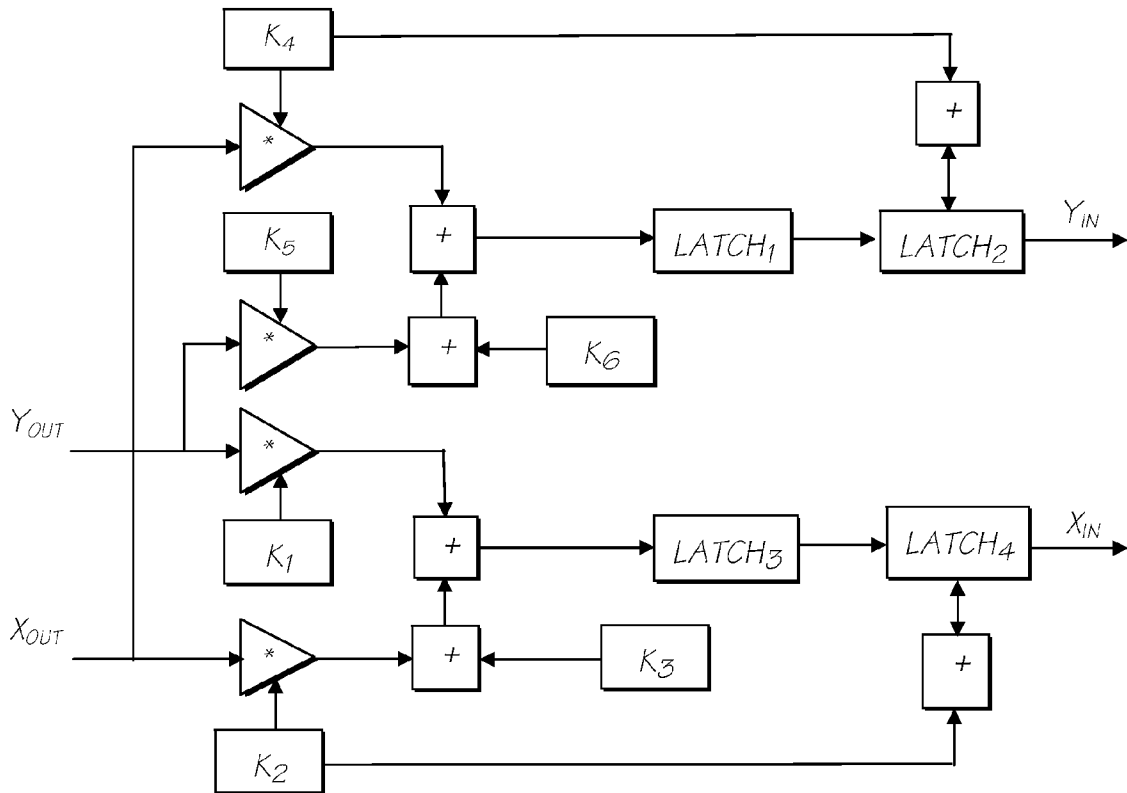 K4
+
*
YIN
K5
+
LATCH1
LATCH2
*
+
K6
YOUT
*
XIN
K1
+
LATCH3
LATCH4
XOUT
*
+
K3
+
K2